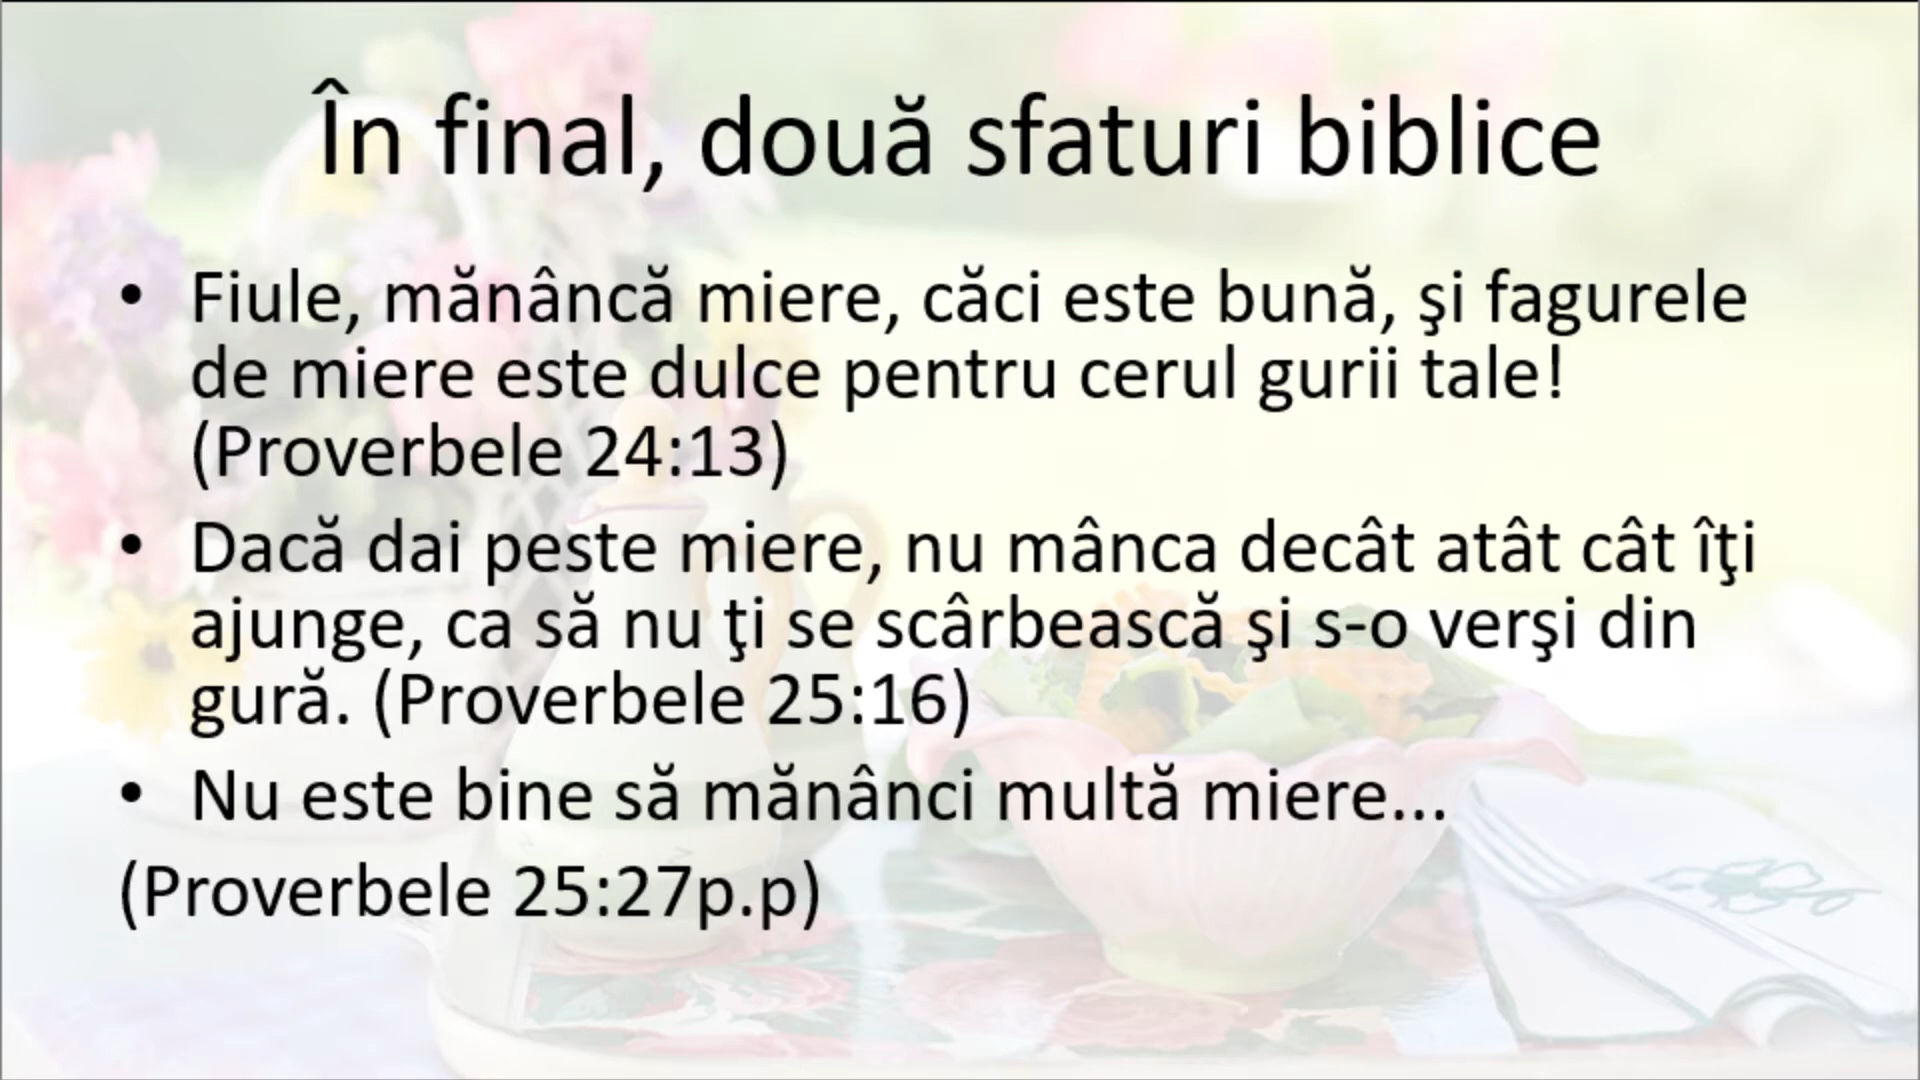 În final, două sfaturi biblice
• Fiule, mănâncă miere, căci este bună, şi fagurele
de miere este dulce pentru cerul gurii tale!
(Proverbele 24:13)
• Dacă dai peste miere, nu mânca decât atât cât îţi
ajunge, ca să nu ţi se scârbească şi s-o verşi din
gură. (Proverbele 25:16)
• Nu este bine să mănânci multă miere...
(Proverbele 25:27p.p)